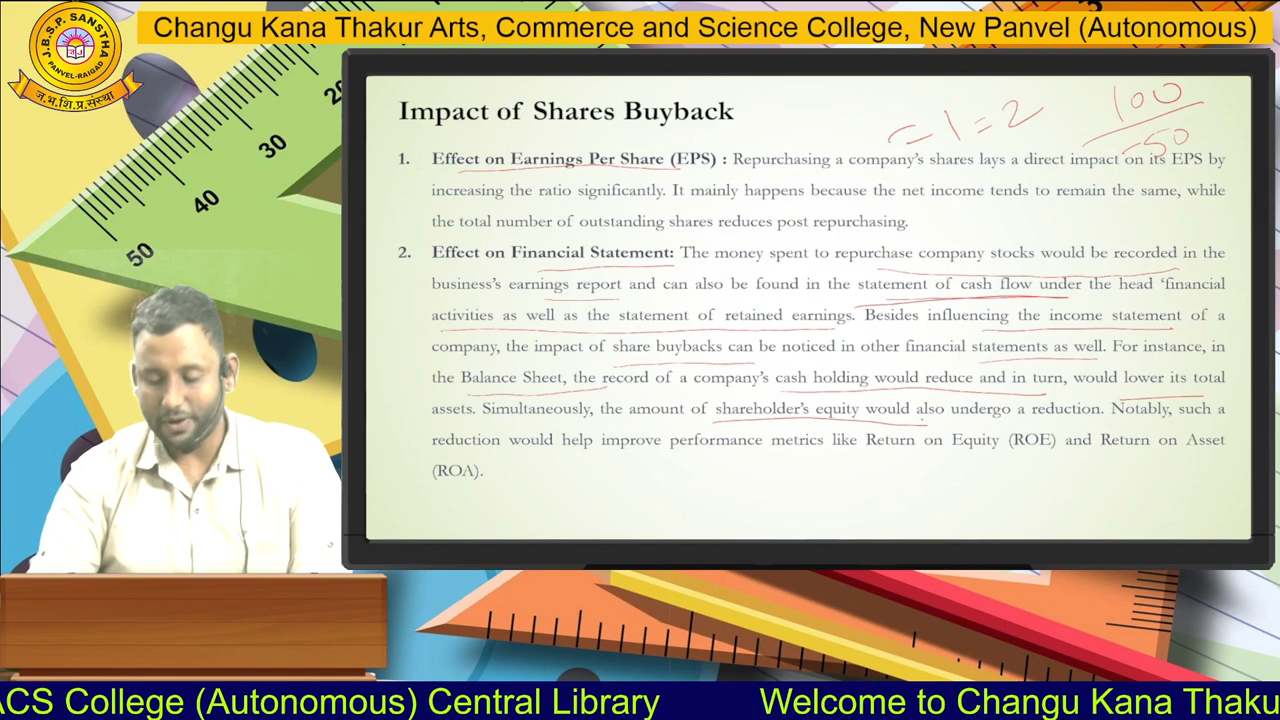 Changu Kana Thakur Arts, Commerce and Science College, New Panvel (Autonomous)
J.B.S.P. SANSTHA
PANVEL-RAIGAD
ज.भ.शि.प्र.संस्था
20
30
40
50
Impact of Shares Buyback
= 1 = 2
100
50
1. Effect on Earnings Per Share (EPS) : Repurchasing a company's shares lays a direct impact on its EPS by
increasing the ratio significantly. It mainly happens because the net income tends to remain the same, while
the total number of outstanding shares reduces post repurchasing.
2. Effect on Financial Statement: The money spent to repurchase company stocks would be recorded in the
business's earnings report and can also be found in the statement of cash flow under the head 'financial
activities as well as the statement of retained earnings. Besides influencing the income statement of a
company, the impact of share buybacks can be noticed in other financial statements as well. For instance, in
the Balance Sheet, the record of a company's cash holding would reduce and in turn, would lower its total
assets. Simultaneously, the amount of shareholder's equity would also undergo a reduction. Notably, such a
reduction would help improve performance metrics like Return on Equity (ROE) and Return on Asset
(ROA).
ACS College (Autonomous) Central Library Welcome to Changu Kana Thaku